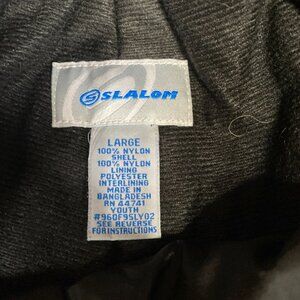 SLALOM
LARGE
100% NYLON
SHELL
100% NYLON
LINING
POLYESTER
INTERLINING
MADE IN
BANGLADESH
RN 44741
YOUTH
#960F9SLY02
SEE REVERSE
FOR INSTRUCTIONS